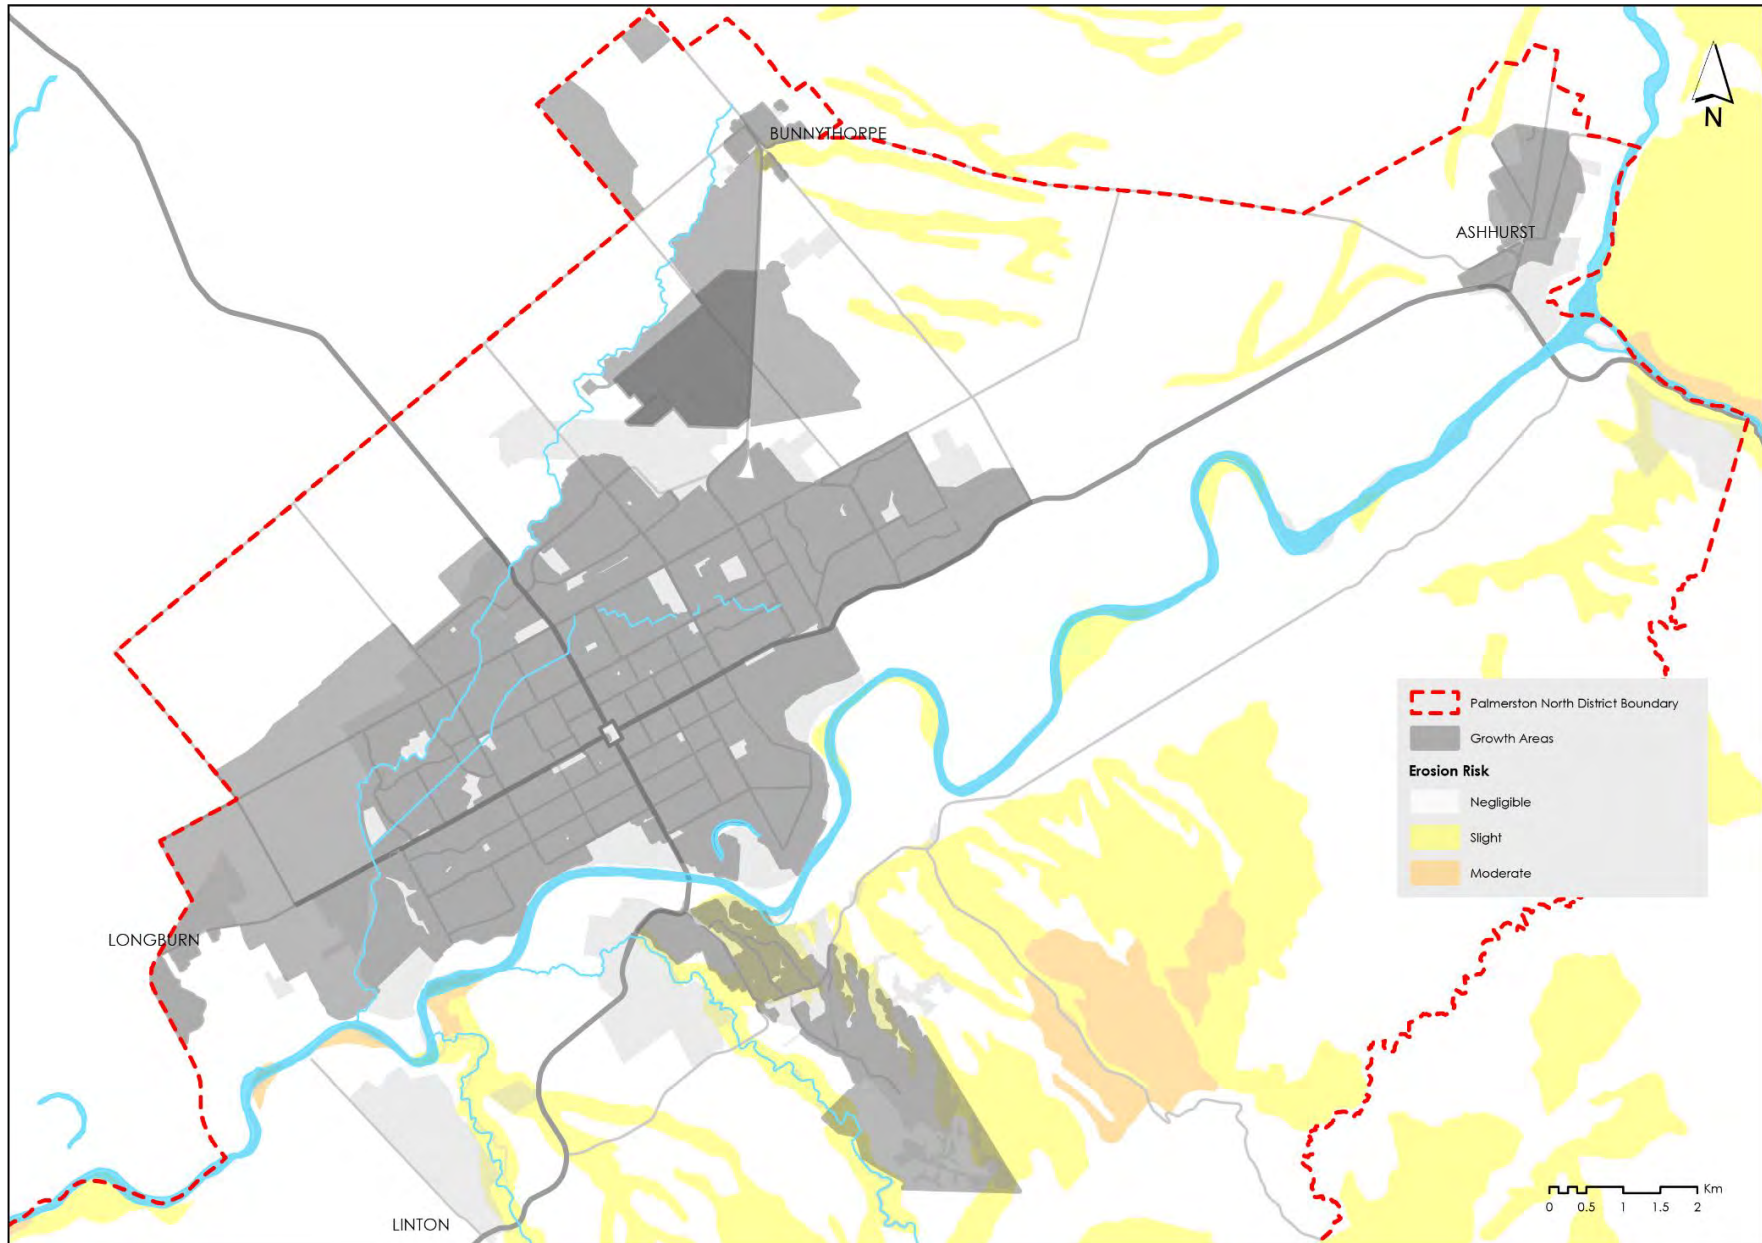 BUNNYTHORPE
N
ASHHURST
Palmerston North District Boundary
Growth Areas
Erosion Risk
Negligible
Slight
Moderate
LONGBURN
LINTON
Km
0 0.5 1 1.5 2